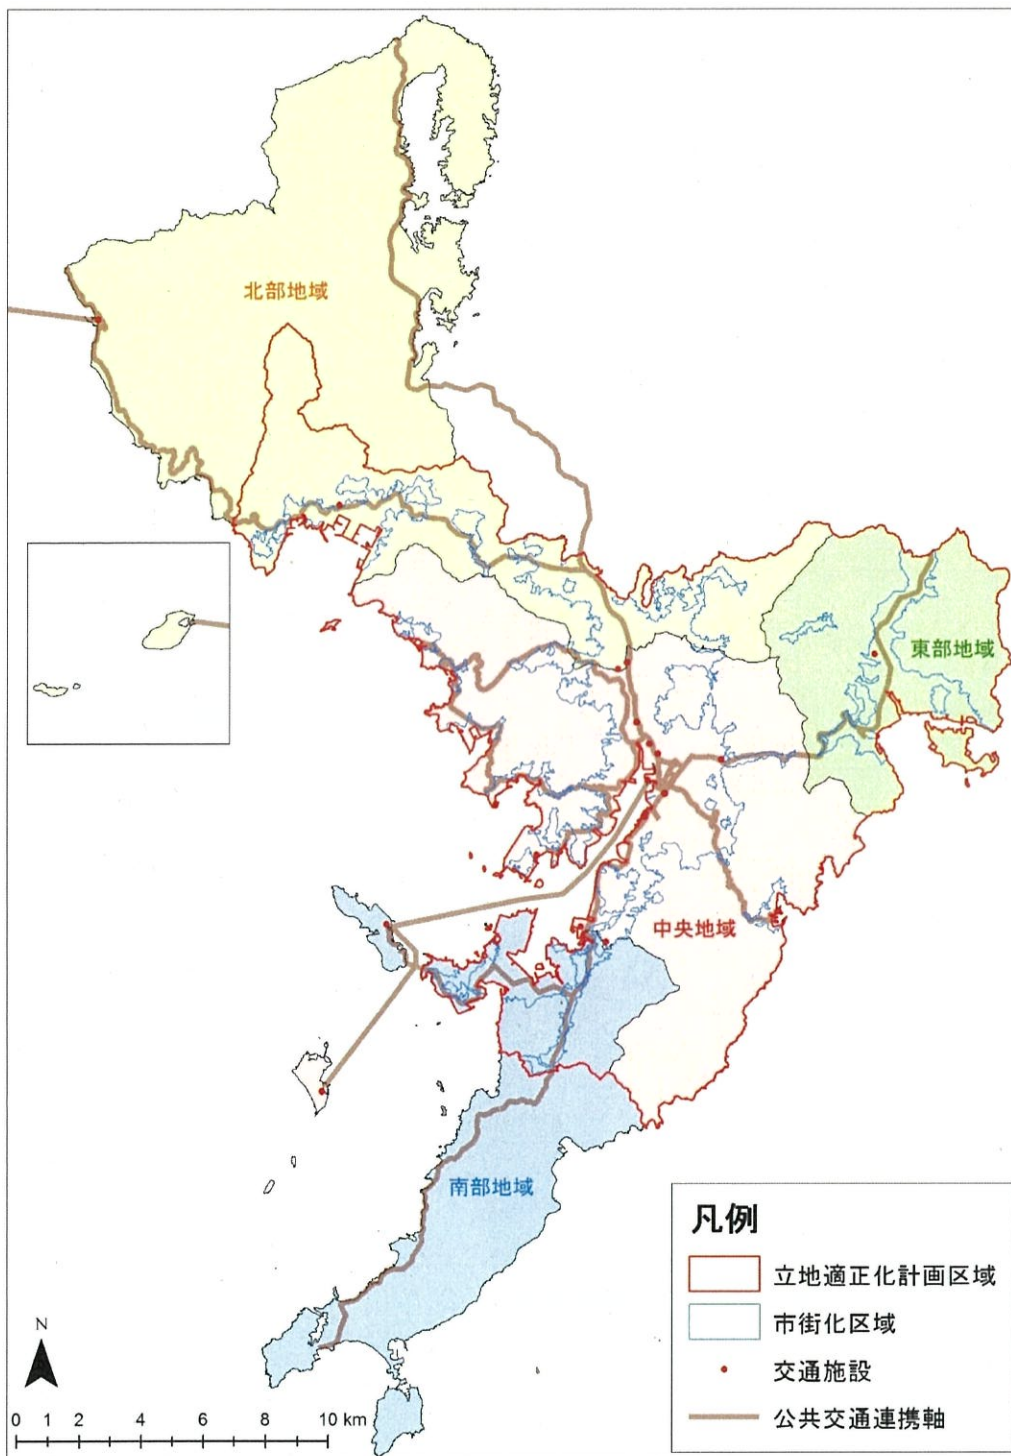 北部地域
東部地域
中央地域
南部地域
凡例
立地適正化計画区域
市街化区域
交通施設
公共交通連携軸
N
0 1 2 4 6 8 10 km